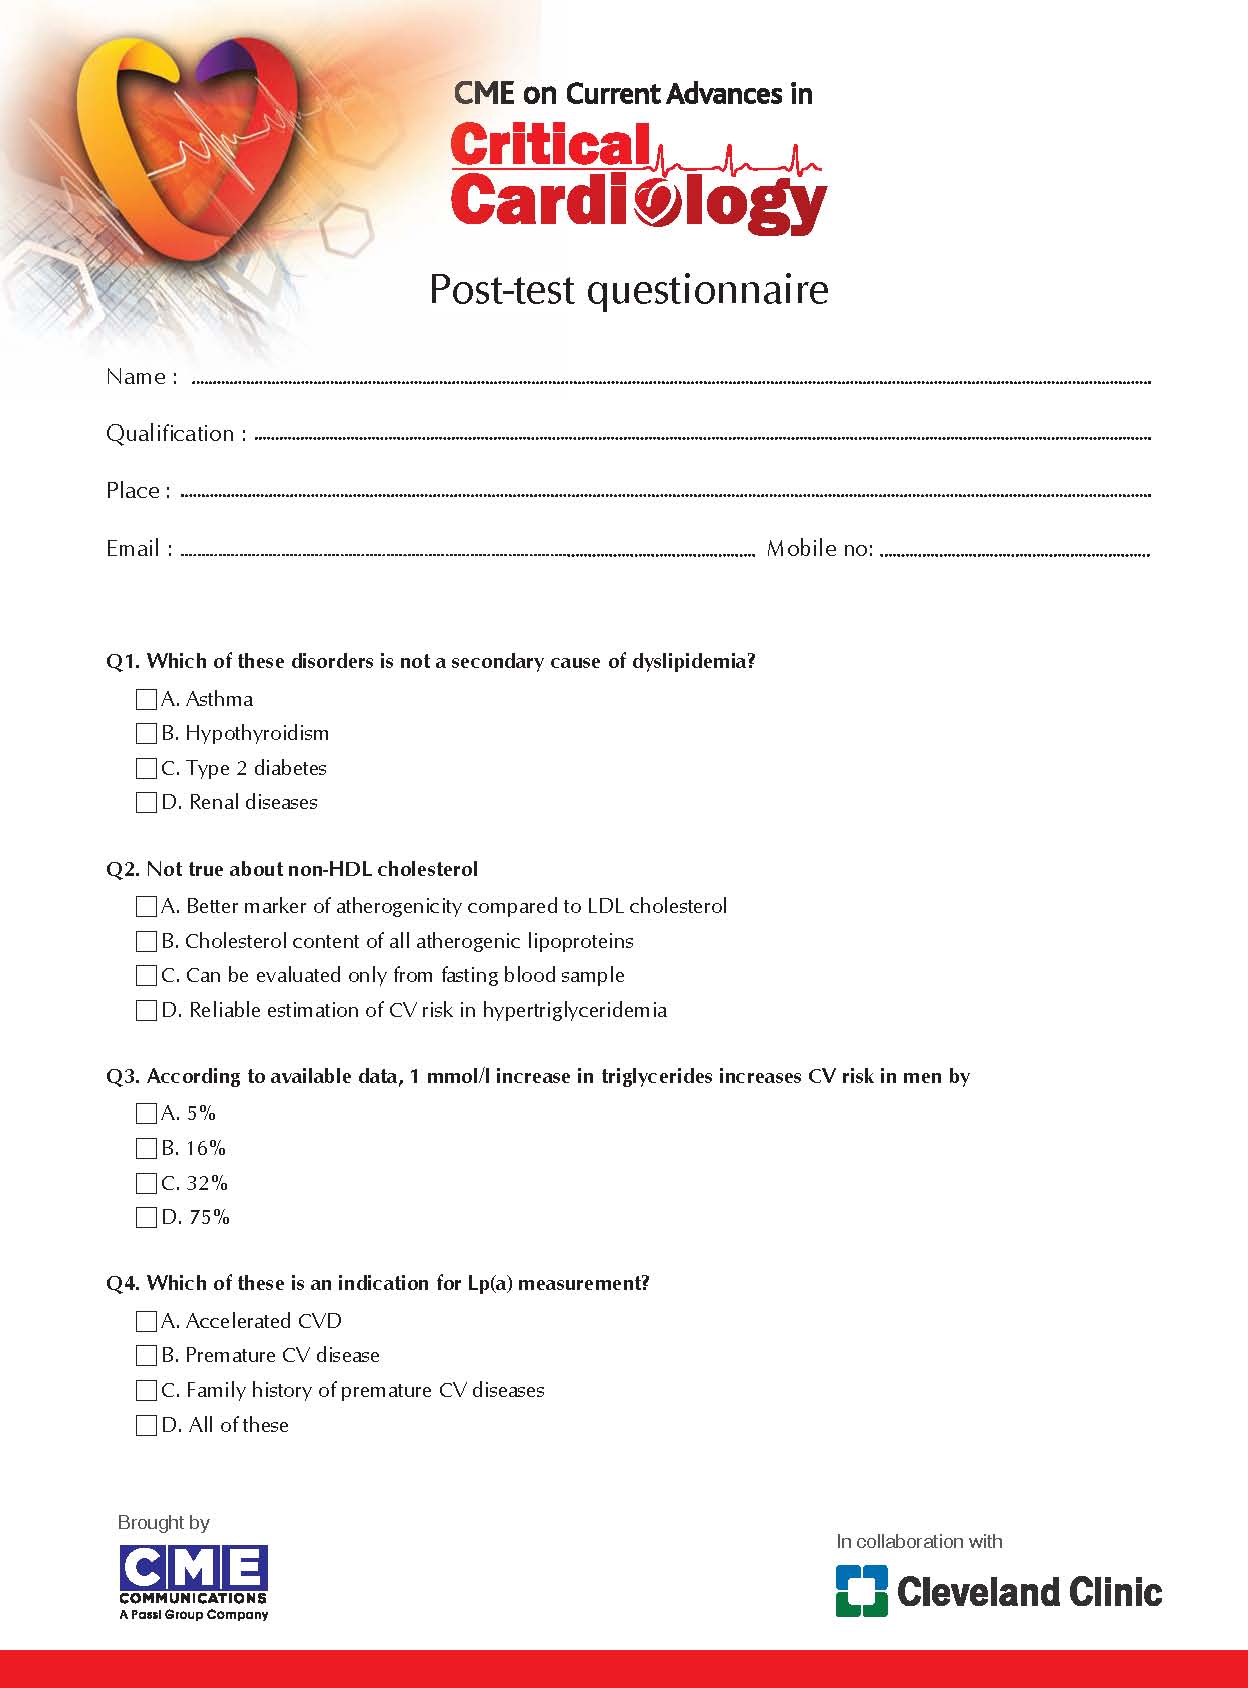 CME on Current Advances in
Critical
Cardiology
Post-test questionnaire
Name :
Qualification :
Place :
Email : Mobile no:
Q1. Which of these disorders is not a secondary cause of dyslipidemia?
A. Asthma
B. Hypothyroidism
C. Type 2 diabetes
D. Renal diseases
Q2. Not true about non-HDL cholesterol
A. Better marker of atherogenicity compared to LDL cholesterol
B. Cholesterol content of all atherogenic lipoproteins
C. Can be evaluated only from fasting blood sample
D. Reliable estimation of CV risk in hypertriglyceridemia
Q3. According to available data, 1 mmol/l increase in triglycerides increases CV risk in men by
A. 5%
B. 16%
C. 32%
D. 75%
Q4. Which of these is an indication for Lp(a) measurement?
A. Accelerated CVD
B. Premature CV disease
C. Family history of premature CV diseases
D. All of these
Brought by
CME
COMMUNICATIONS
A Passi Group Company
In collaboration with
Cleveland Clinic